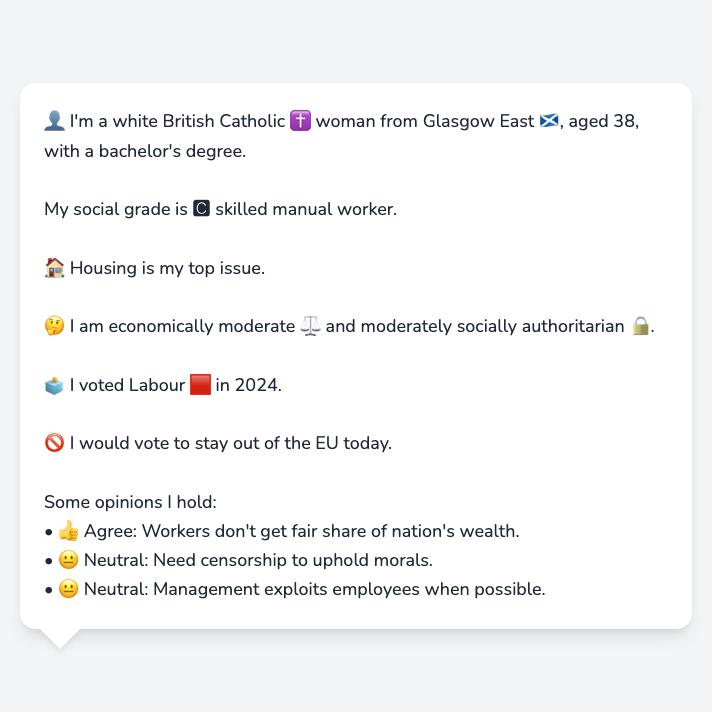 👤 I'm a white British Catholic ✝️ woman from Glasgow East 🏴󠁧󠁢󠁳󠁣󠁴󠁿, aged 38,
with a bachelor's degree.
My social grade is 🅲 skilled manual worker.
🏠 Housing is my top issue.
🤔 I am economically moderate ⚖️ and moderately socially authoritarian 🔒.
🗳️ I voted Labour 🟥 in 2024.
🚫 I would vote to stay out of the EU today.
Some opinions I hold:
• 👍 Agree: Workers don't get fair share of nation's wealth.
• 😐 Neutral: Need censorship to uphold morals.
• 😐 Neutral: Management exploits employees when possible.